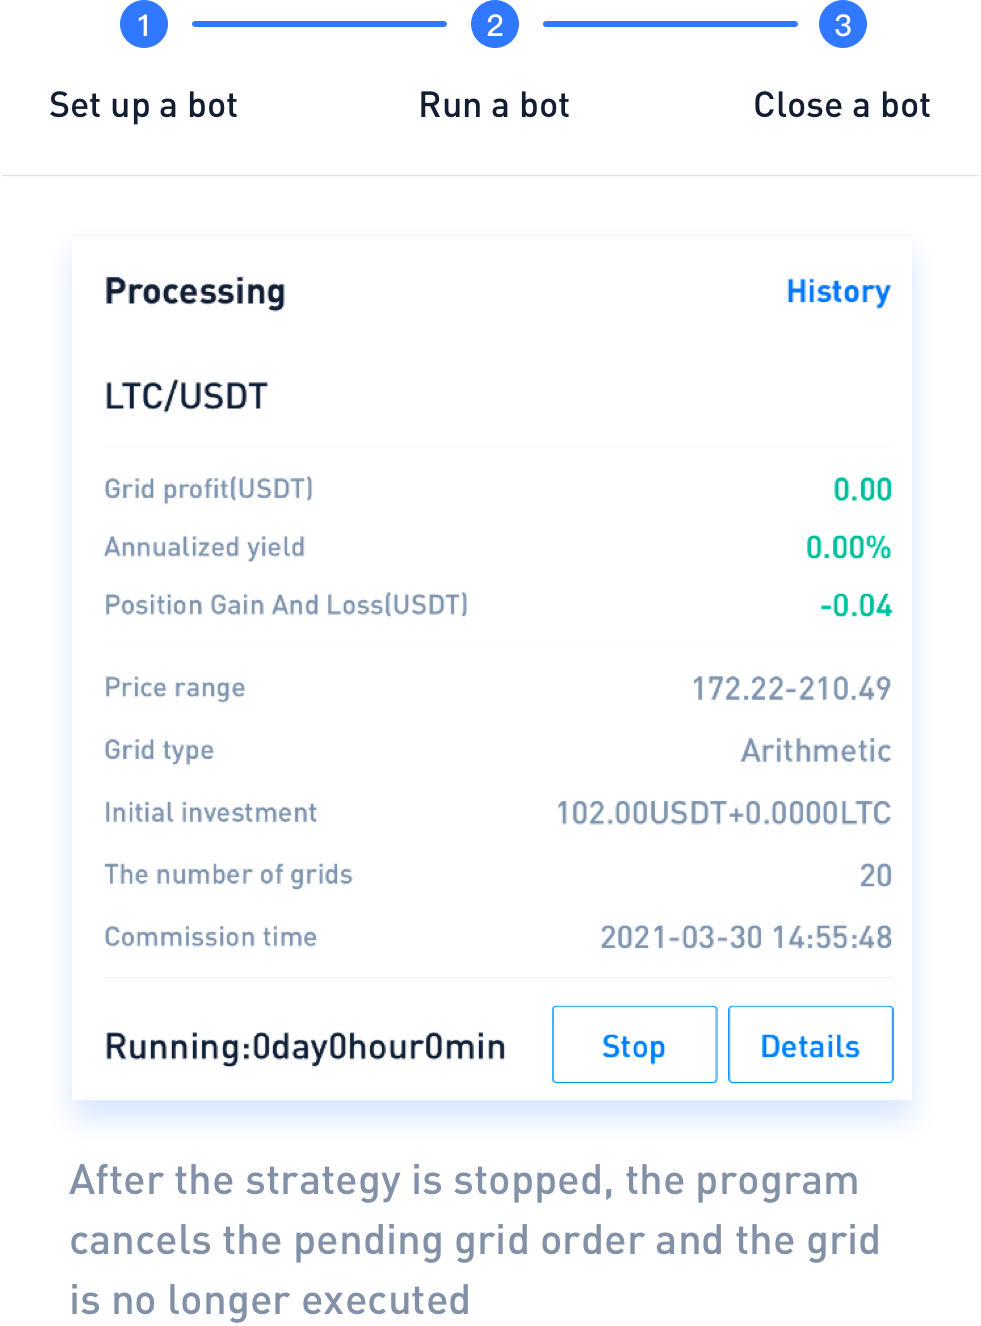 1 2 3
Set up a bot Run a bot Close a bot
Processing History
LTC/USDT
Grid profit(USDT) 0.00
Annualized yield 0.00%
Position Gain And Loss(USDT) -0.04
Price range 172.22-210.49
Grid type Arithmetic
Initial investment 102.00USDT+0.0000LTC
The number of grids 20
Commission time 2021-03-30 14:55:48
Running:0day0hour0min Stop Details
After the strategy is stopped, the program
cancels the pending grid order and the grid
is no longer executed